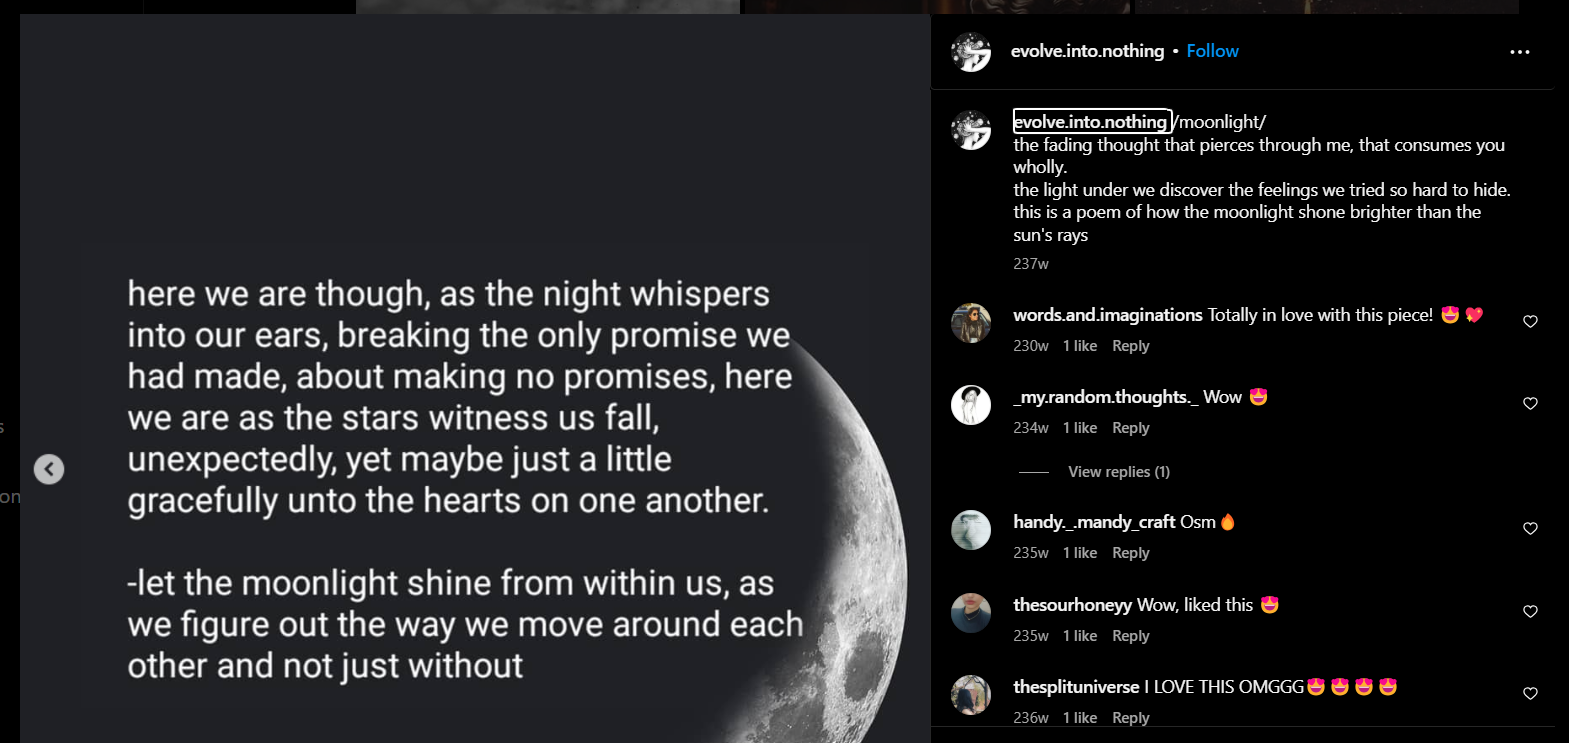 here we are though, as the night whispers
into our ears, breaking the only promise we
had made, about making no promises, here
we are as the stars witness us fall,
unexpectedly, yet maybe just a little
gracefully unto the hearts on one another.
-let the moonlight shine from within us, as
we figure out the way we move around each
other and not just without
evolve.into.nothing • Follow
evolve.into.nothing /moonlight/
the fading thought that pierces through me, that consumes you
wholly.
the light under we discover the feelings we tried so hard to hide.
this is a poem of how the moonlight shone brighter than the
sun's rays
237w
words.and.imaginations Totally in love with this piece! 😍💖
230w 1 like Reply
_my.random.thoughts._ Wow 😍
234w 1 like Reply
View replies (1)
handy._.mandy_craft Osm🔥
235w 1 like Reply
thesourhoneyy Wow, liked this 😍
235w 1 like Reply
thesplituniverse I LOVE THIS OMGGG😍😍😍😍
236w 1 like Reply